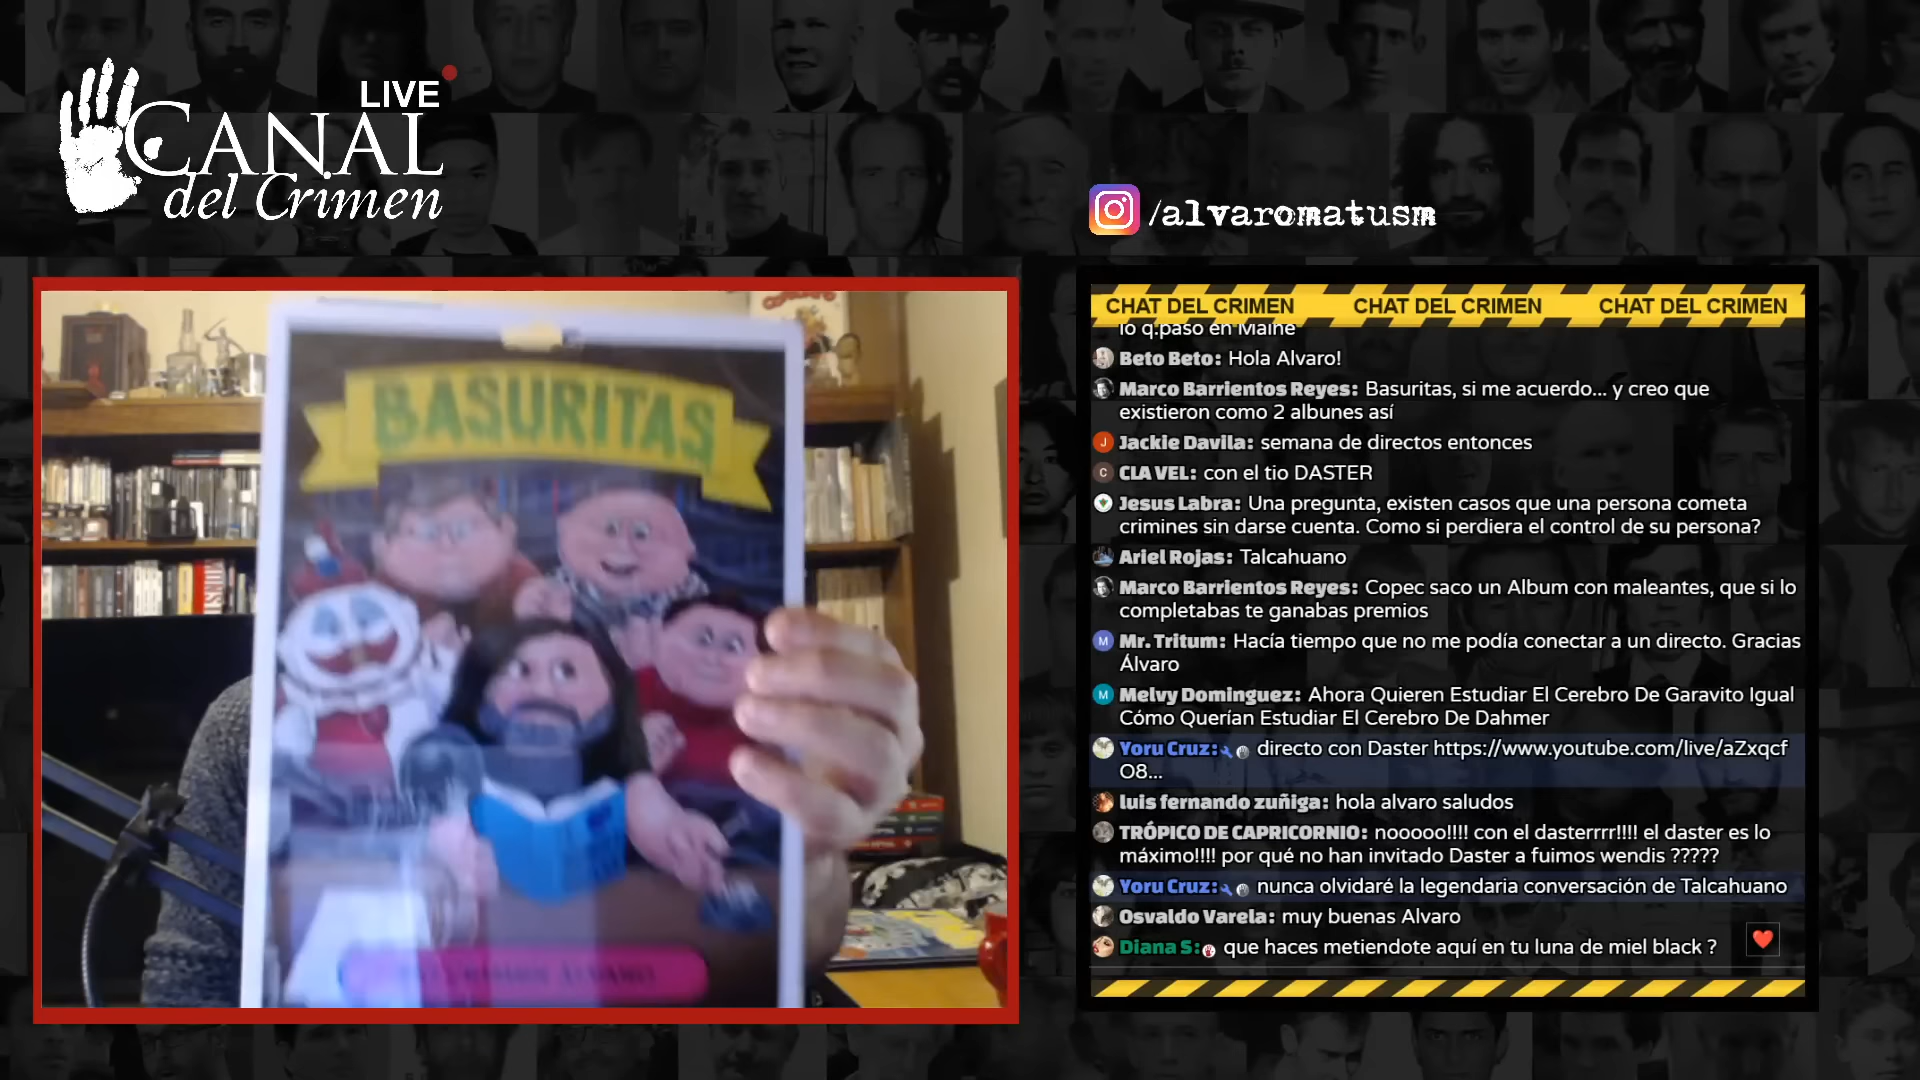 LIVE
CANAL
del Crimen
/alvaromatusm
BASURITAS
CHAT DEL CRIMEN CHAT DEL CRIMEN CHAT DEL CRIMEN
lo q.paso en Maine
Beto Beto: Hola Alvaro!
Marco Barrientos Reyes: Basuritas, si me acuerdo... y creo que
existieron como 2 albunes así
J Jackie Davila: semana de directos entonces
C CLA VEL: con el tio DASTER
Jesus Labra: Una pregunta, existen casos que una persona cometa
crimines sin darse cuenta. Como si perdiera el control de su persona?
Ariel Rojas: Talcahuano
Marco Barrientos Reyes: Copec saco un Album con maleantes, que si lo
completabas te ganabas premios
M Mr. Tritum: Hacía tiempo que no me podía conectar a un directo. Gracias
Álvaro
M Melvy Dominguez: Ahora Quieren Estudiar El Cerebro De Garavito Igual
Cómo Querían Estudiar El Cerebro De Dahmer
Yoru Cruz: directo con Daster https://www.youtube.com/live/aZxqcf
O8...
luis fernando zuñiga: hola alvaro saludos
TRÓPICO DE CAPRICORNIO: nooooo!!!! con el dasterrrr!!!! el daster es lo
máximo!!!! por qué no han invitado Daster a fuimos wendis ?????
Yoru Cruz: nunca olvidaré la legendaria conversación de Talcahuano
Osvaldo Varela: muy buenas Alvaro
Diana S: que haces metiendote aquí en tu luna de miel black ?